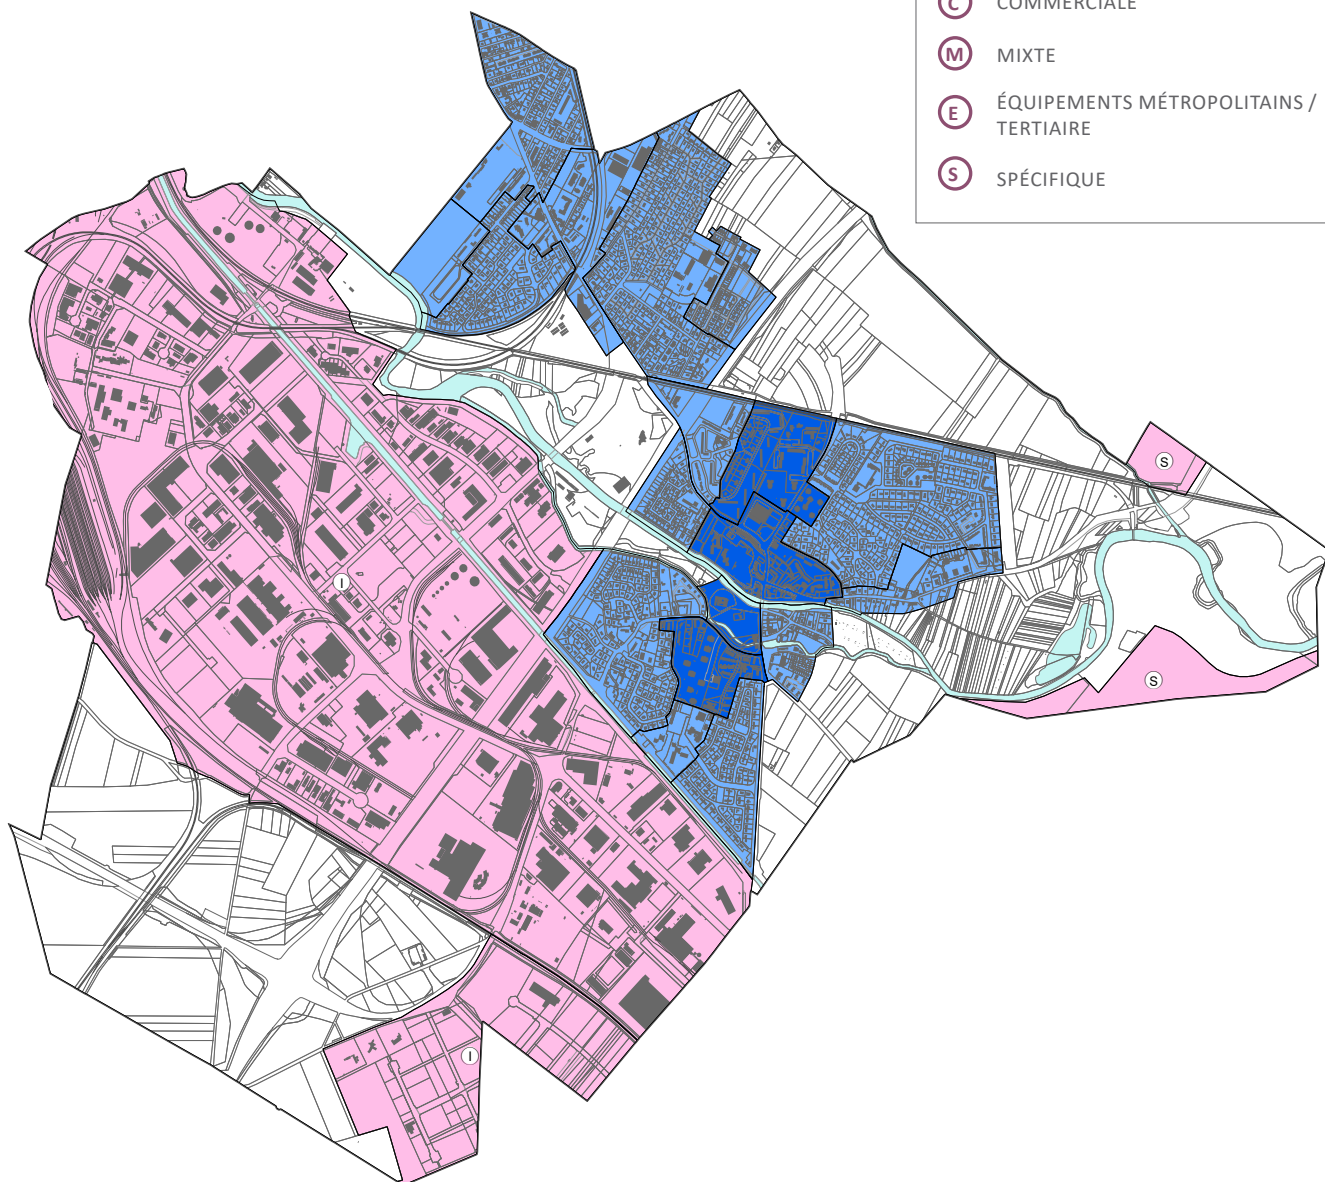 C COMMERCIALE
M MIXTE
E ÉQUIPEMENTS MÉTROPOLITAINS /
TERTIAIRE
S SPÉCIFIQUE
S
I
S
I